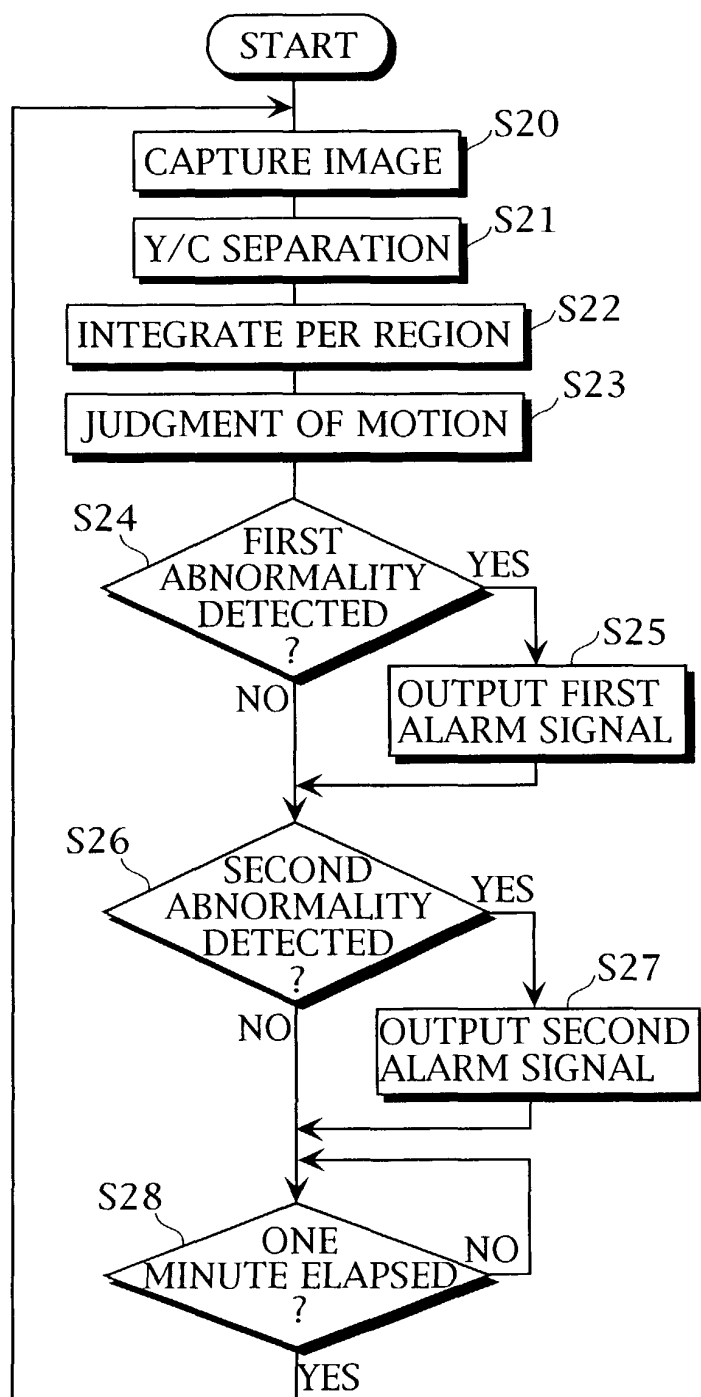 START
S20
CAPTURE IMAGE
S21
Y/C SEPARATION
S22
INTEGRATE PER REGION
S23
JUDGMENT OF MOTION
S24
FIRST
ABNORMALITY
DETECTED
?
YES
NO
S25
OUTPUT FIRST
ALARM SIGNAL
S26
SECOND
ABNORMALITY
DETECTED
?
YES
NO
S27
OUTPUT SECOND
ALARM SIGNAL
S28
ONE
MINUTE ELAPSED
?
NO
YES